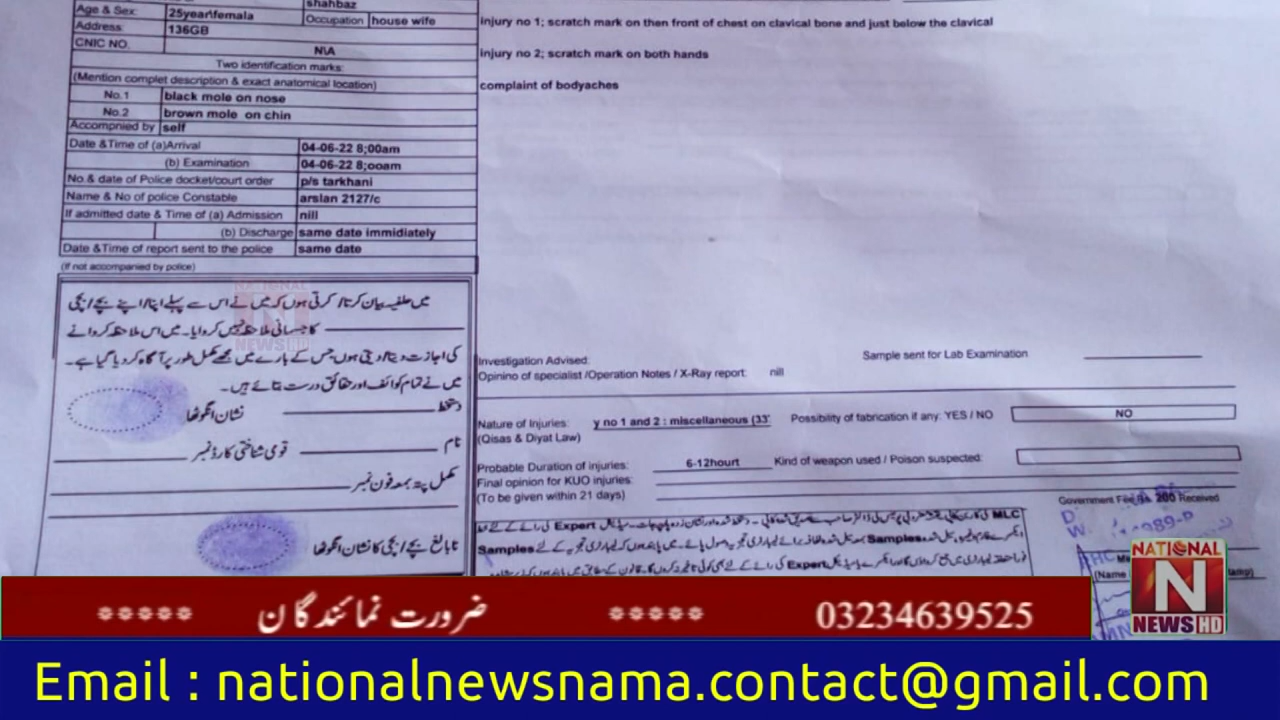 shahbaz
Age & Sex: 25year\femala Occupation house wife
Address: 136GB
CNIC NO. N\A
Two identification marks:
(Mention complet description & exact anatomical location)
No.1 black mole on nose
No.2 brown mole on chin
Accompnied by self
Date &Time of (a)Arrival 04-06-22 8;00am
(b) Examination 04-06-22 8;ooam
No.& date of Police docket/court order p/s tarkhani
Name & No of police Constable arslan 2127/c
If admitted date & Time of (a) Admission nill
(b) Discharge same date immidiately
Date &Time of report sent to the police same date
(If not accompanied by police)
میں حلفیہ بیان کرتا/کرتی ہوں کہ میں نے اس سے پہلے اپنا/اپنے بچے/بچی
کا جسمانی ملاحظہ نہیں کروایا۔ میں اس ملاحظہ کروانے
کی اجازت دیتا/دیتی ہوں جس کے بارے میں مجھے مکمل طور پر آگاہ کر دیا گیا ہے۔
میں نے تمام کوائف اور حقائق درست بتائے ہیں۔
دستخط نشان انگوٹھا
نام قومی شناختی کارڈ نمبر
مکمل پتہ بمعہ فون نمبر
نابالغ بچے/بچی کا نشان انگوٹھا
injury no 1; scratch mark on then front of chest on clavical bone and just below the clavical
injury no 2; scratch mark on both hands
complaint of bodyaches
Investigation Advised: Sample sent for Lab Examination
Opinino of specialist /Operation Notes / X-Ray report: nill
Nature of Injuries: y no 1 and 2 : miscellaneous (33' Possibility of fabrication if any: YES / NO NO
(Qisas & Diyat Law)
Probable Duration of injuries: 6-12hourt Kind of weapon used / Poison suspected:
Final opinion for KUO injuries:
(To be given within 21 days)
Government Fee Rs. 200 Received
MLC
Expert
Samples Samples
Expert
(Name
NATIONAL
N
NEWS HD
***** ضرورت نمائندگان ***** 03234639525
Email : nationalnewsnama.contact@gmail.com